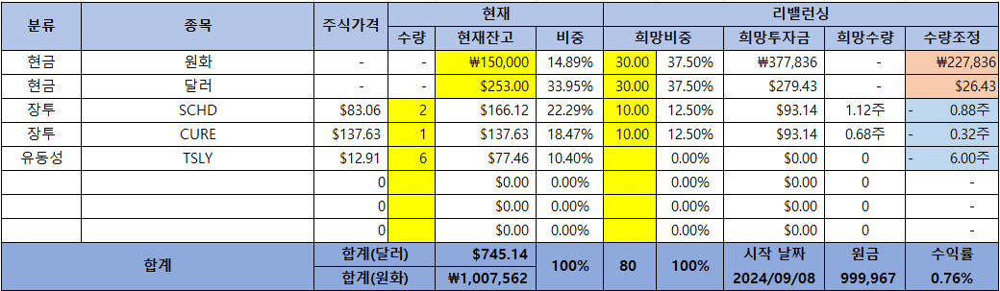 분류 종목 주식가격 현재 리밸런싱
수량 현재잔고 비중 희망비중 희망투자금 희망수량 수량조정
현금 원화 - - ₩150,000 14.89% 30.00 37.50% ₩377,836 - ₩227,836
현금 달러 - - $253.00 33.95% 30.00 37.50% $279.43 - $26.43
장투 SCHD $83.06 2 $166.12 22.29% 10.00 12.50% $93.14 1.12주 - 0.88주
장투 CURE $137.63 1 $137.63 18.47% 10.00 12.50% $93.14 0.68주 - 0.32주
유동성 TSLY $12.91 6 $77.46 10.40% 0.00% $0.00 0 - 6.00주
0 $0.00 0.00% 0.00% $0.00 0 -
0 $0.00 0.00% 0.00% $0.00 0 -
0 $0.00 0.00% 0.00% $0.00 0 -
합계 합계(달러) $745.14 100% 80 100% 시작 날짜 원금 수익률
합계(원화) ₩1,007,562 2024/09/08 999,967 0.76%